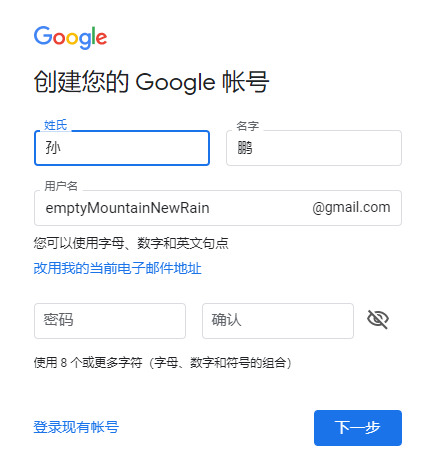 Google
创建您的 Google 帐号
姓氏 名字
孙 鹏
用户名
emptyMountainNewRain @gmail.com
您可以使用字母、数字和英文句点
改用我的当前电子邮件地址
密码 确认
使用 8 个或更多字符（字母、数字和符号的组合）
登录现有帐号 下一步